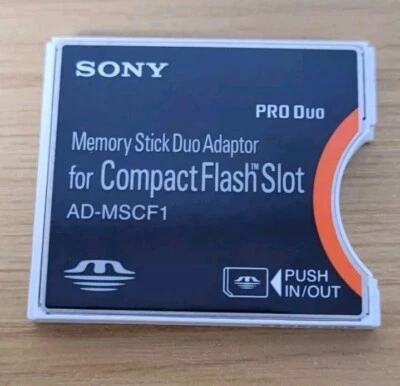 SONY
PRO DUO
Memory Stick Duo Adaptor
for CompactFlash™ Slot
AD-MSCF1
PUSH
IN/OUT